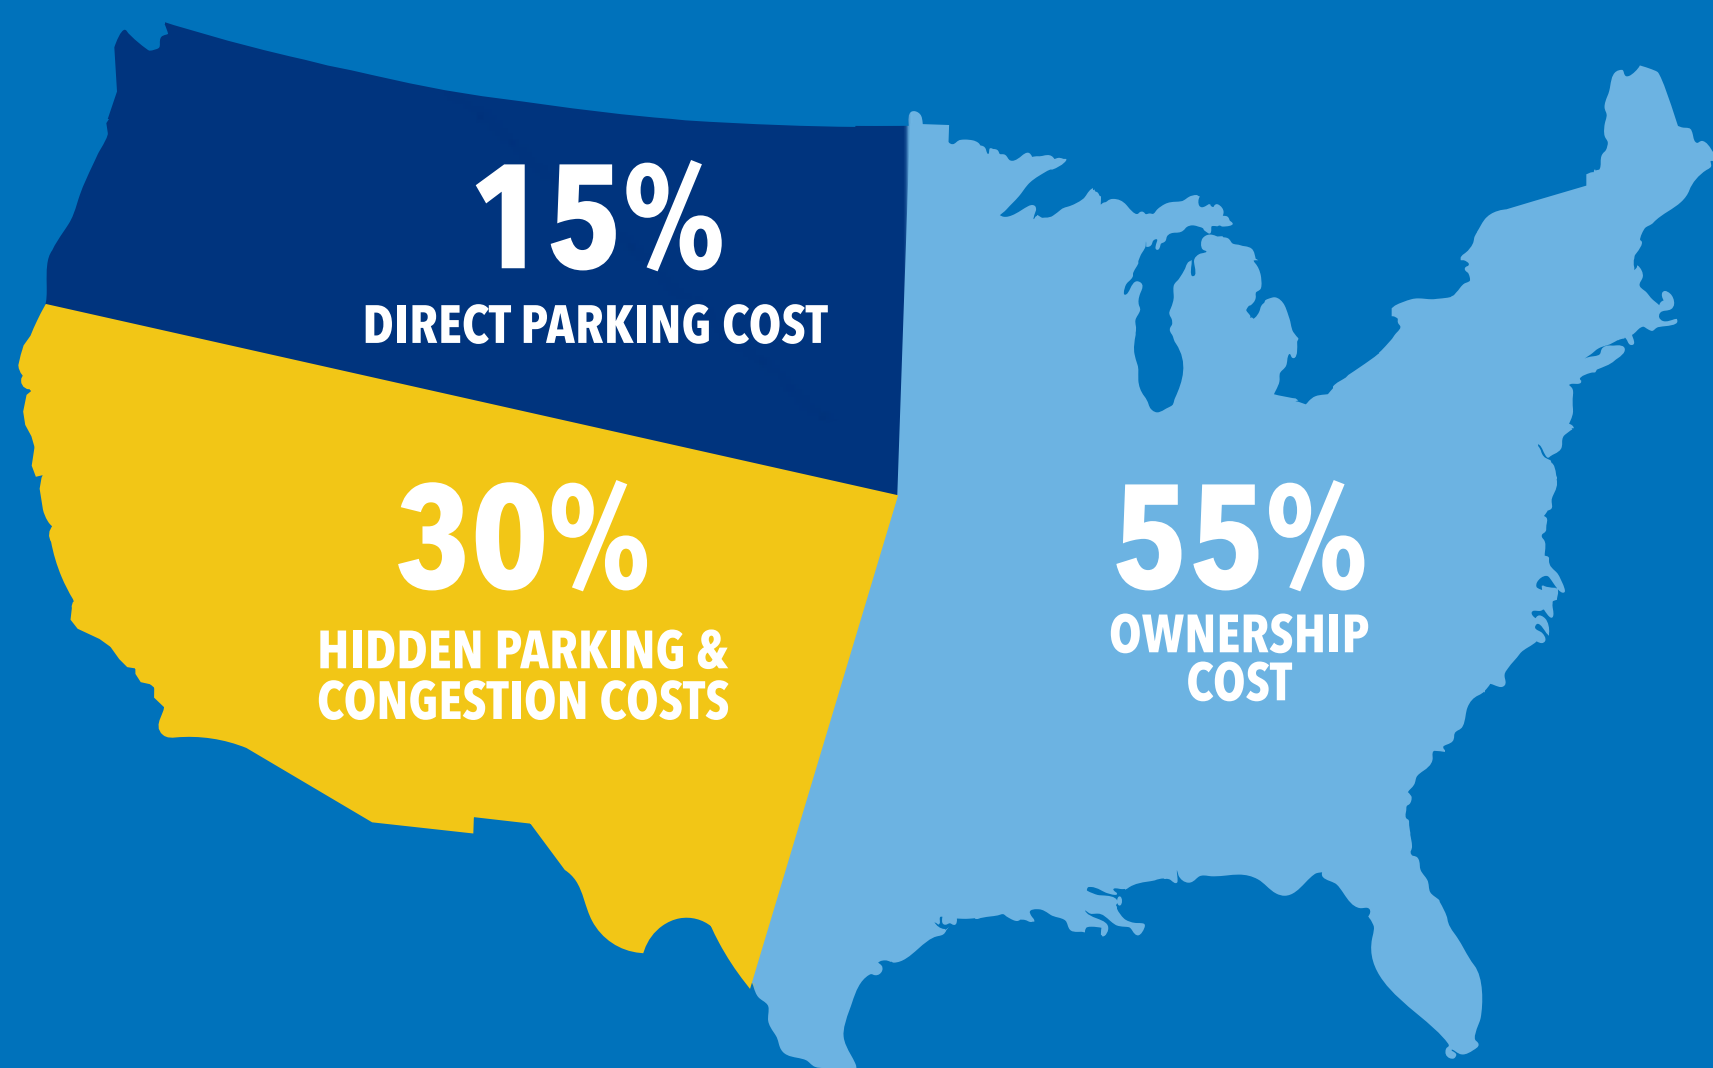 15%
DIRECT PARKING COST
30%
HIDDEN PARKING &
CONGESTION COSTS
55%
OWNERSHIP
COST